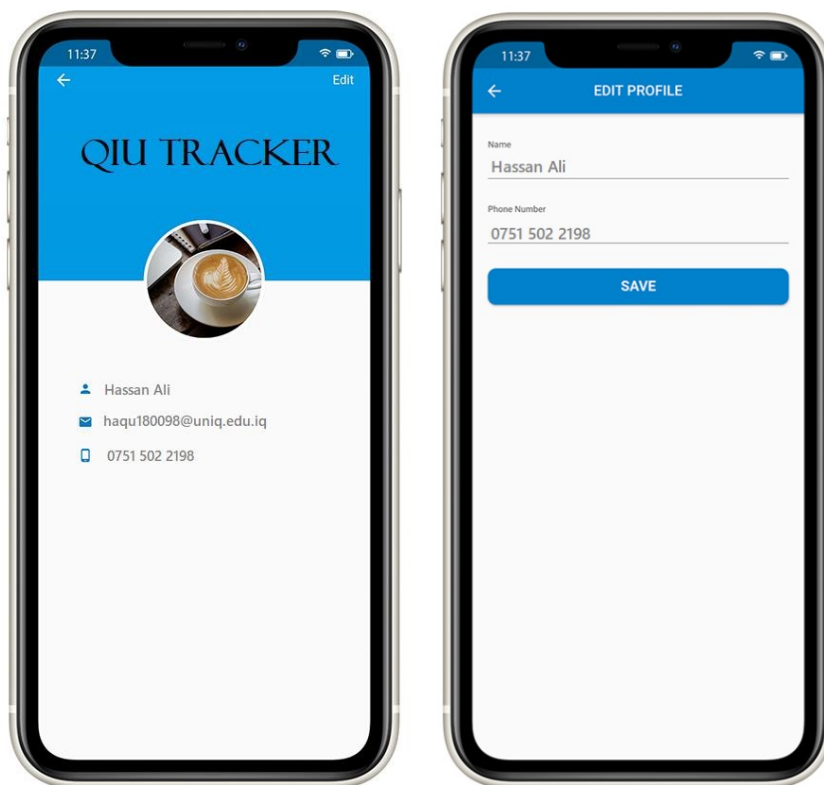 11:37
Edit
QIU TRACKER
Hassan Ali
haqu180098@uniq.edu.iq
0751 502 2198
11:37
EDIT PROFILE
Name
Hassan Ali
Phone Number
0751 502 2198
SAVE